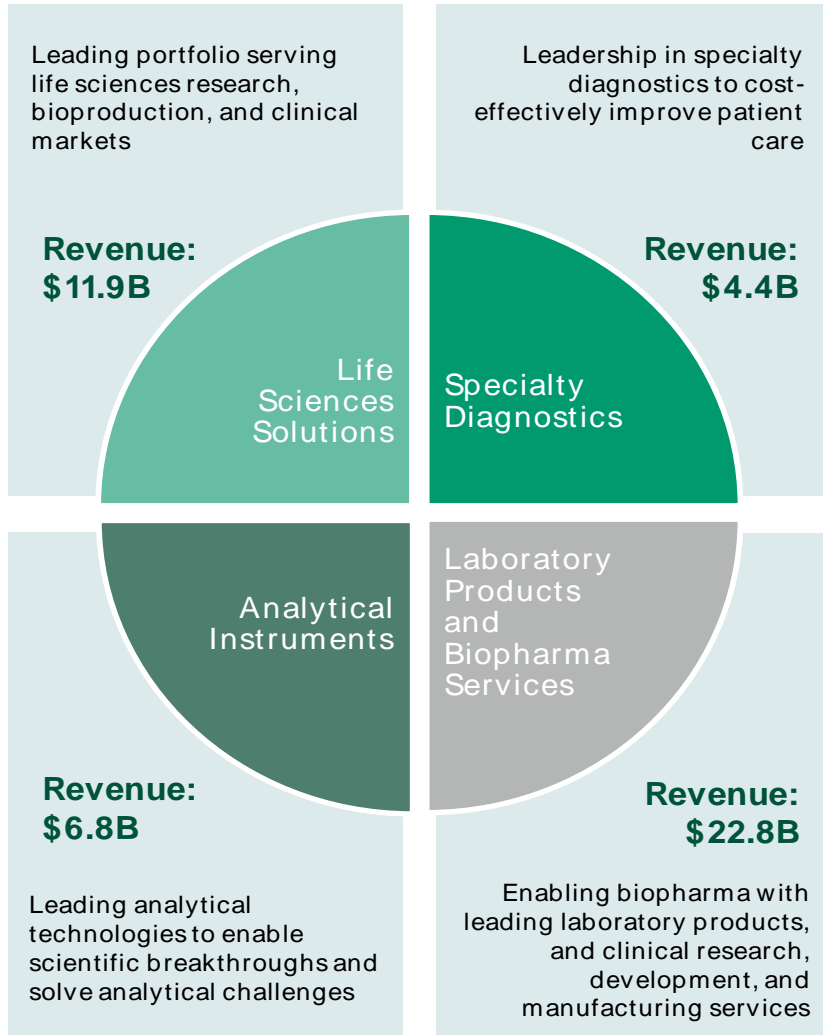 Leading portfolio serving
life sciences research,
bioproduction, and clinical
markets
Revenue:
$11.9B
Life
Sciences
Solutions
Leadership in specialty
diagnostics to cost-
effectively improve patient
care
Revenue:
$4.4B
Specialty
Diagnostics
Analytical
Instruments
Revenue:
$6.8B
Leading analytical
technologies to enable
scientific breakthroughs and
solve analytical challenges
Laboratory
Products
and
Biopharma
Services
Revenue:
$22.8B
Enabling biopharma with
leading laboratory products,
and clinical research,
development, and
manufacturing services